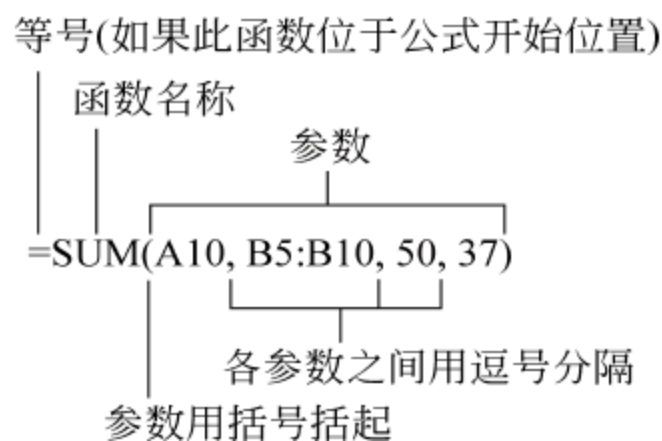 等号(如果此函数位于公式开始位置)
函数名称
参数
=SUM(A10, B5:B10, 50, 37)
各参数之间用逗号分隔
参数用括号括起